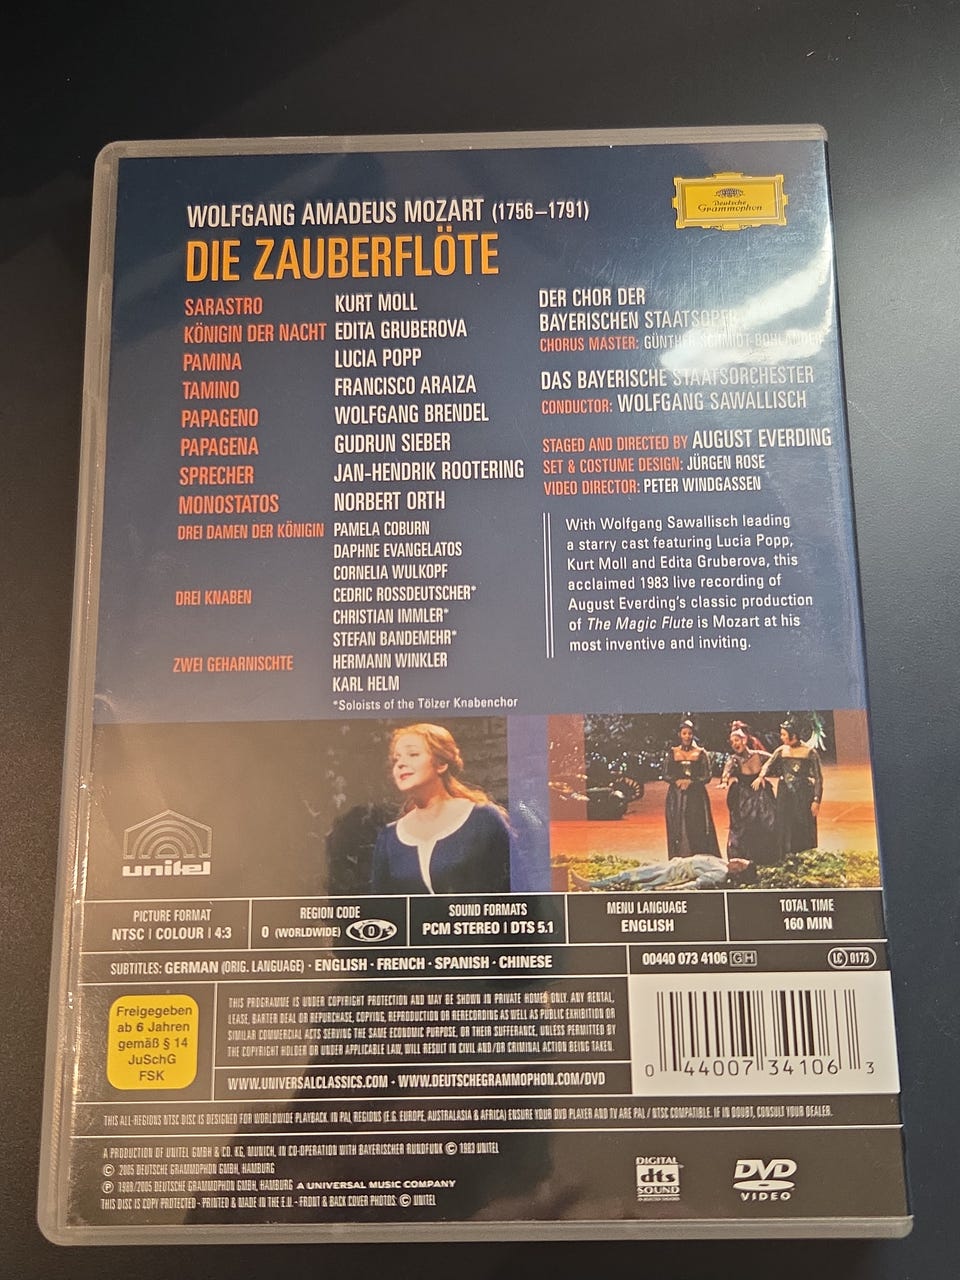 WOLFGANG AMADEUS MOZART (1756–1791)
DIE ZAUBERFLÖTE
Deutsche
Grammophon
SARASTRO KURT MOLL
KÖNIGIN DER NACHT EDITA GRUBEROVA
PAMINA LUCIA POPP
TAMINO FRANCISCO ARAIZA
PAPAGENO WOLFGANG BRENDEL
PAPAGENA GUDRUN SIEBER
SPRECHER JAN-HENDRIK ROOTERING
MONOSTATOS NORBERT ORTH
DREI DAMEN DER KÖNIGIN PAMELA COBURN
DAPHNE EVANGELATOS
CORNELIA WULKOPF
DREI KNABEN CEDRIC ROSSDEUTSCHER*
CHRISTIAN IMMLER*
STEFAN BANDEMEHR*
ZWEI GEHARNISCHTE HERMANN WINKLER
KARL HELM
*Soloists of the Tölzer Knabenchor
DER CHOR DER
BAYERISCHEN STAATSOPER
CHORUS MASTER: GÜNTHER SCHMIDT-BOHLÄNDER
DAS BAYERISCHE STAATSORCHESTER
CONDUCTOR: WOLFGANG SAWALLISCH
STAGED AND DIRECTED BY AUGUST EVERDING
SET & COSTUME DESIGN: JÜRGEN ROSE
VIDEO DIRECTOR: PETER WINDGASSEN
With Wolfgang Sawallisch leading
a starry cast featuring Lucia Popp,
Kurt Moll and Edita Gruberova, this
acclaimed 1983 live recording of
August Everding's classic production
of The Magic Flute is Mozart at his
most inventive and inviting.
unitel
PICTURE FORMAT
NTSC | COLOUR | 4:3
REGION CODE
0 (WORLDWIDE) 0
SOUND FORMATS
PCM STEREO | DTS 5.1
MENU LANGUAGE
ENGLISH
TOTAL TIME
160 MIN
SUBTITLES: GERMAN (ORIG. LANGUAGE) · ENGLISH · FRENCH · SPANISH · CHINESE
00440 073 4106 GH
LC 0173
Freigegeben
ab 6 Jahren
gemäß § 14
JuSchG
FSK
THIS PROGRAMME IS UNDER COPYRIGHT PROTECTION AND MAY BE SHOWN IN PRIVATE HOMES ONLY. ANY RENTAL,
LEASE, BARTER DEAL OR REPURCHASE, COPYING, REPRODUCTION OR RERECORDING AS WELL AS PUBLIC EXHIBITION OR
SIMILAR COMMERCIAL ACTS SERVING THE SAME ECONOMIC PURPOSE, OR THEIR SUFFERANCE, UNLESS PERMITTED BY
THE COPYRIGHT HOLDER OR UNDER APPLICABLE LAW, WILL RESULT IN CIVIL AND/OR CRIMINAL ACTION BEING TAKEN.
WWW.UNIVERSALCLASSICS.COM · WWW.DEUTSCHEGRAMMOPHON.COM/DVD
0 44007 34106 3
THIS ALL-REGIONS NTSC DISC IS DESIGNED FOR WORLDWIDE PLAYBACK. IN PAL REGIONS (E.G. EUROPE, AUSTRALASIA & AFRICA) ENSURE YOUR DVD PLAYER AND TV ARE PAL / NTSC COMPATIBLE. IF IN DOUBT, CONSULT YOUR DEALER.
A PRODUCTION OF UNITEL GMBH & CO. KG, MUNICH, IN CO-OPERATION WITH BAYERISCHER RUNDFUNK © 1983 UNITEL
© 2005 DEUTSCHE GRAMMOPHON GMBH, HAMBURG
℗ 2005 DEUTSCHE GRAMMOPHON GMBH, HAMBURG A UNIVERSAL MUSIC COMPANY
THIS DISC IS COPY PROTECTED · PRINTED & MADE IN THE E.U. · FRONT & BACK COVER PHOTOS: © UNITEL
DIGITAL
dts
SOUND
DVD
VIDEO